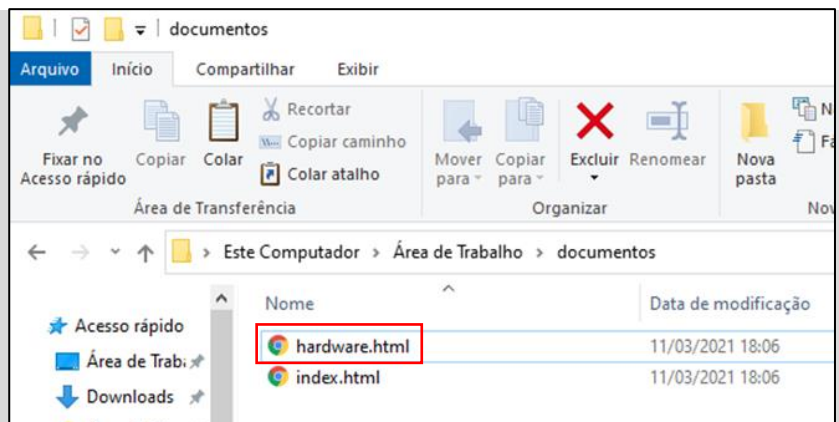 documentos
Arquivo Início Compartilhar Exibir
Fixar no
Acesso rápido
Copiar
Colar
Recortar
Copiar caminho
Colar atalho
Mover
para
Copiar
para
Excluir
Renomear
Nova
pasta
Área de Transferência
Organizar
Este Computador > Área de Trabalho > documentos
Nome
Data de modificação
Acesso rápido
hardware.html
11/03/2021 18:06
Área de
index.html
11/03/2021 18:06
Downloads